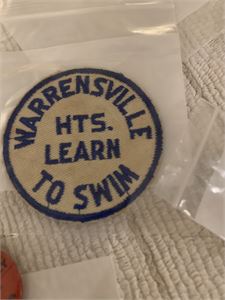 WARRENSVILLE
HTS.
LEARN
TO SWIM